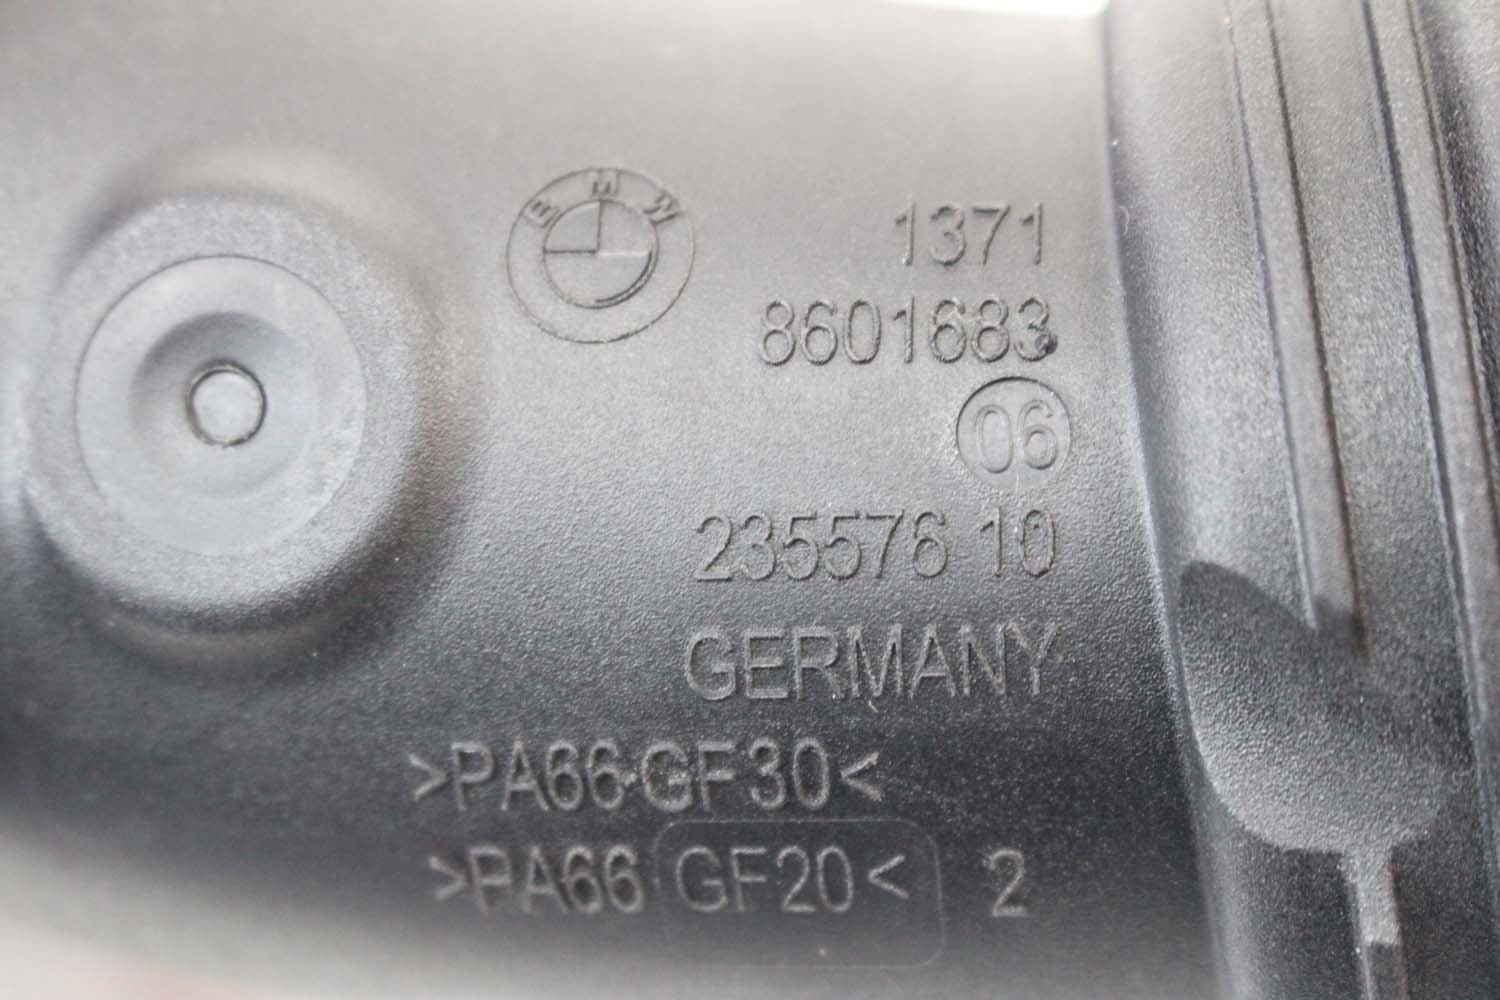 BMW
1371
8601683
06
235576 10
GERMANY
>PA66-GF30<
>PA66 GF20< 2